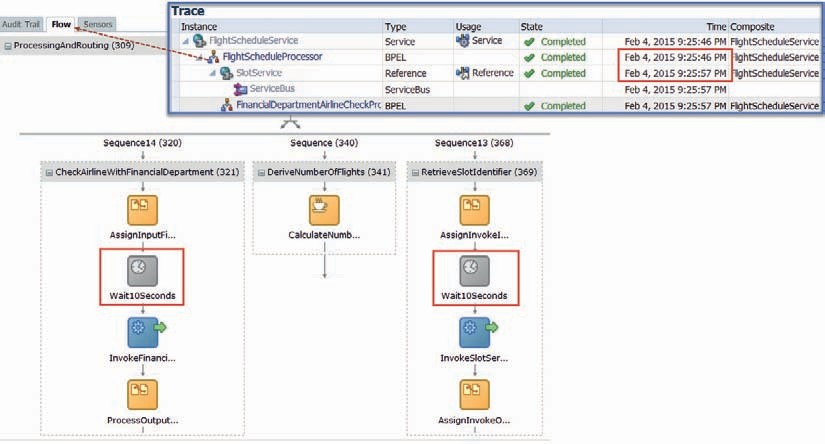 Audit Trail Flow Sensors
ProcessingAndRouting (309)
Trace
Instance Type Usage State Time Composite
FlightScheduleService Service Service Completed Feb 4, 2015 9:25:46 PM FlightScheduleService
FlightScheduleProcessor BPEL Completed Feb 4, 2015 9:25:46 PM FlightScheduleService
SlotService Reference Reference Completed Feb 4, 2015 9:25:57 PM FlightScheduleService
ServiceBus ServiceBus Feb 4, 2015 9:25:57 PM
FinancialDepartmentAirlineCheckPro BPEL Completed Feb 4, 2015 9:25:57 PM FlightScheduleService
Sequence14 (320) Sequence (340) Sequence13 (368)
CheckAirlineWithFinancialDepartment (321) DeriveNumberOfFlights (341) RetrieveSlotIdentifier (369)
AssignInputFi... CalculateNumb... AssignInvokeI...
Wait10Seconds Wait10Seconds
InvokeFinanci... InvokeSlotSer...
ProcessOutput... AssignInvokeO...